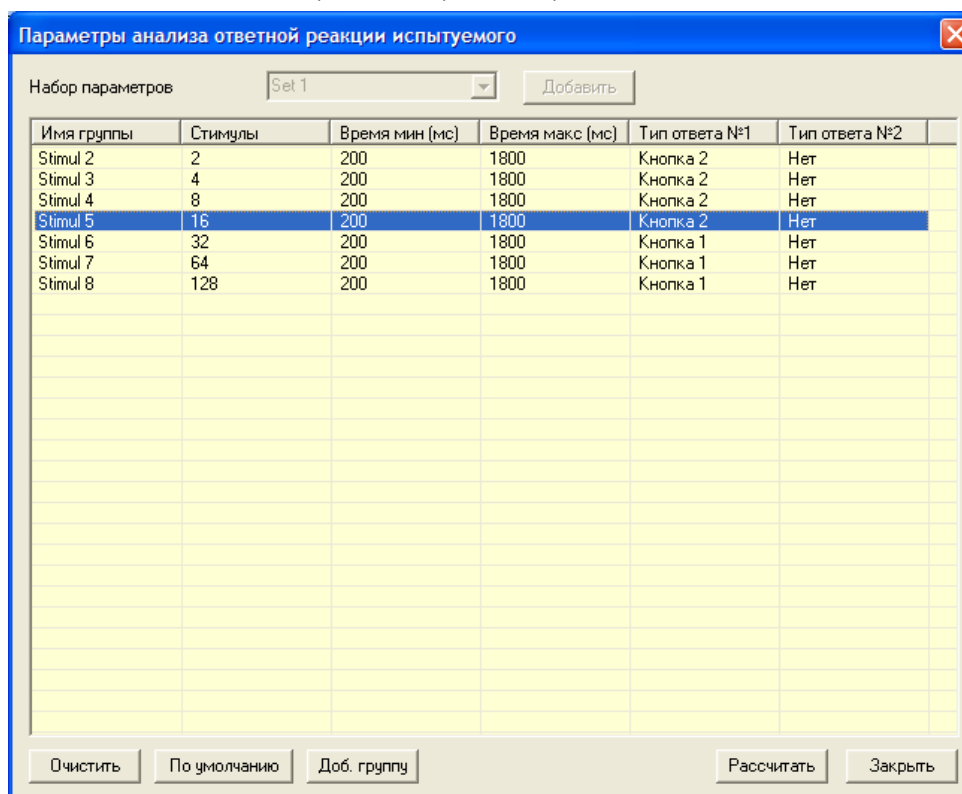 Параметры анализа ответной реакции испытуемого
Набор параметров Set 1 Добавить
Имя группы Стимулы Время мин (мс) Время макс (мс) Тип ответа №1 Тип ответа №2
Stimul 2 2 200 1800 Кнопка 2 Нет
Stimul 3 4 200 1800 Кнопка 2 Нет
Stimul 4 8 200 1800 Кнопка 2 Нет
Stimul 5 16 200 1800 Кнопка 2 Нет
Stimul 6 32 200 1800 Кнопка 1 Нет
Stimul 7 64 200 1800 Кнопка 1 Нет
Stimul 8 128 200 1800 Кнопка 1 Нет
Очистить По умолчанию Доб. группу Рассчитать Закрыть